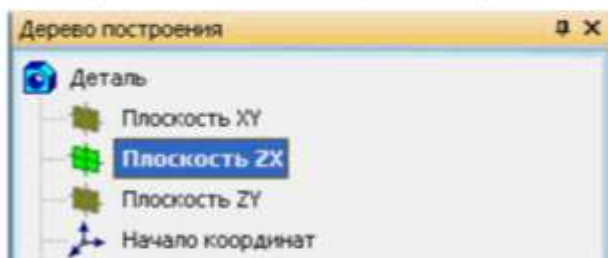 Дерево построения
Деталь
Плоскость XY
Плоскость ZX
Плоскость ZY
Начало координат